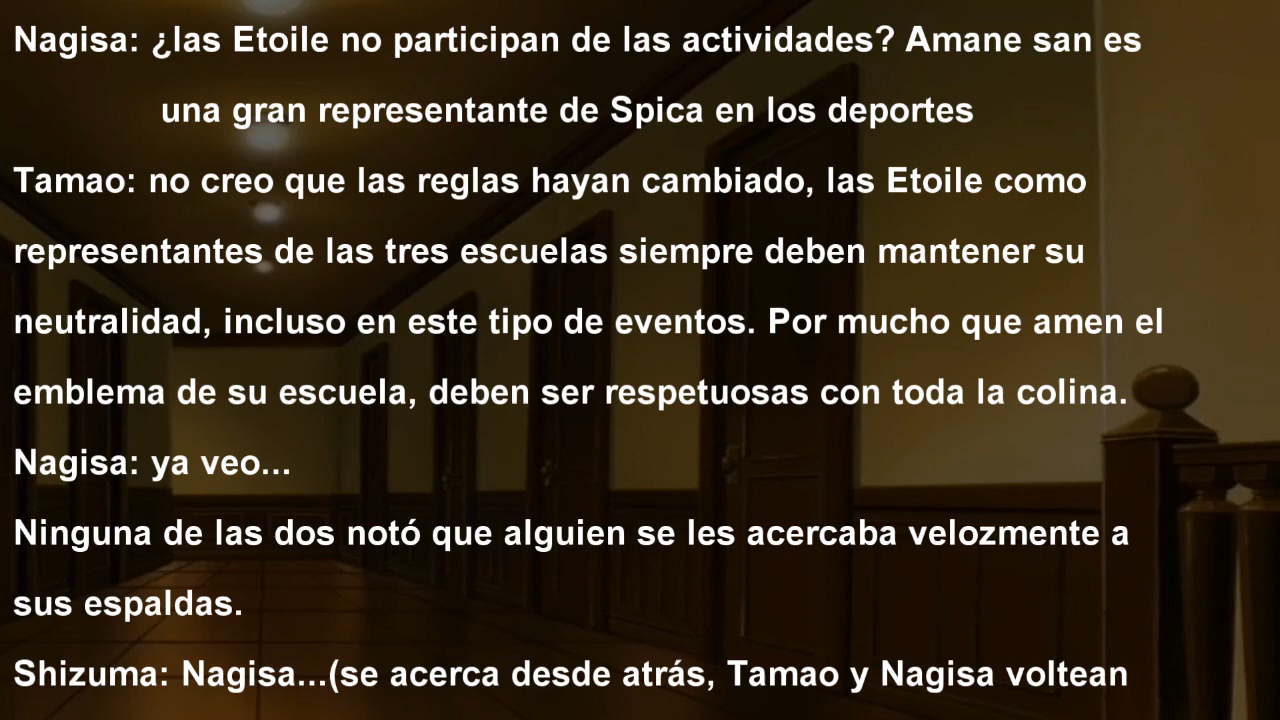 Nagisa: ¿las Etoile no participan de las actividades? Amane san es
una gran representante de Spica en los deportes
Tamao: no creo que las reglas hayan cambiado, las Etoile como
representantes de las tres escuelas siempre deben mantener su
neutralidad, incluso en este tipo de eventos. Por mucho que amen el
emblema de su escuela, deben ser respetuosas con toda la colina.
Nagisa: ya veo...
Ninguna de las dos notó que alguien se les acercaba velozmente a
sus espaldas.
Shizuma: Nagisa...(se acerca desde atrás, Tamao y Nagisa voltean